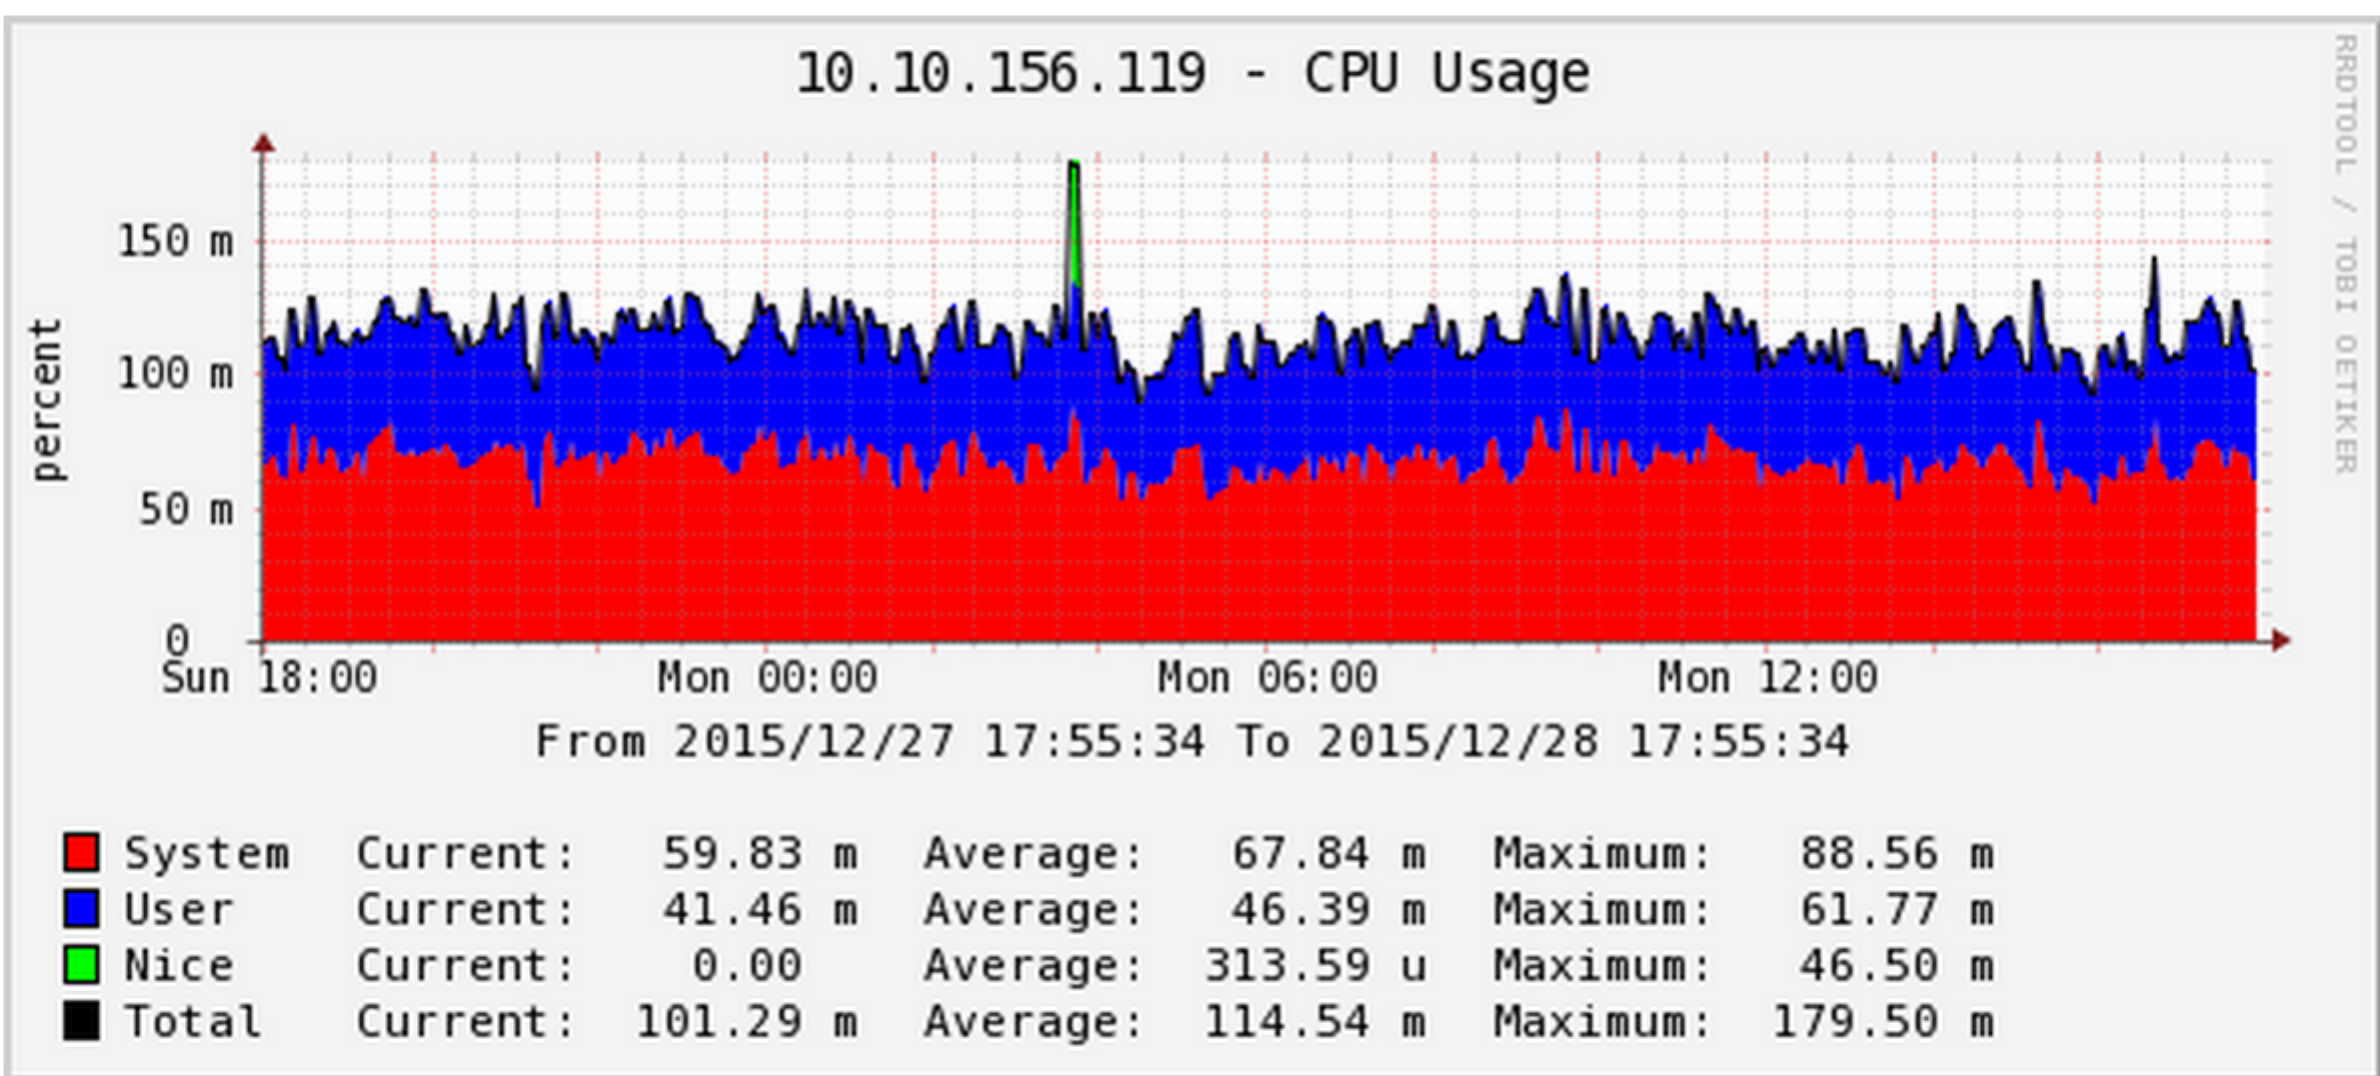 10.10.156.119 - CPU Usage
RRDTOOL / TOBI OETIKER
percent
150 m
100 m
50 m
0
Sun 18:00 Mon 00:00 Mon 06:00 Mon 12:00
From 2015/12/27 17:55:34 To 2015/12/28 17:55:34
System Current: 59.83 m Average: 67.84 m Maximum: 88.56 m
User Current: 41.46 m Average: 46.39 m Maximum: 61.77 m
Nice Current: 0.00 Average: 313.59 u Maximum: 46.50 m
Total Current: 101.29 m Average: 114.54 m Maximum: 179.50 m